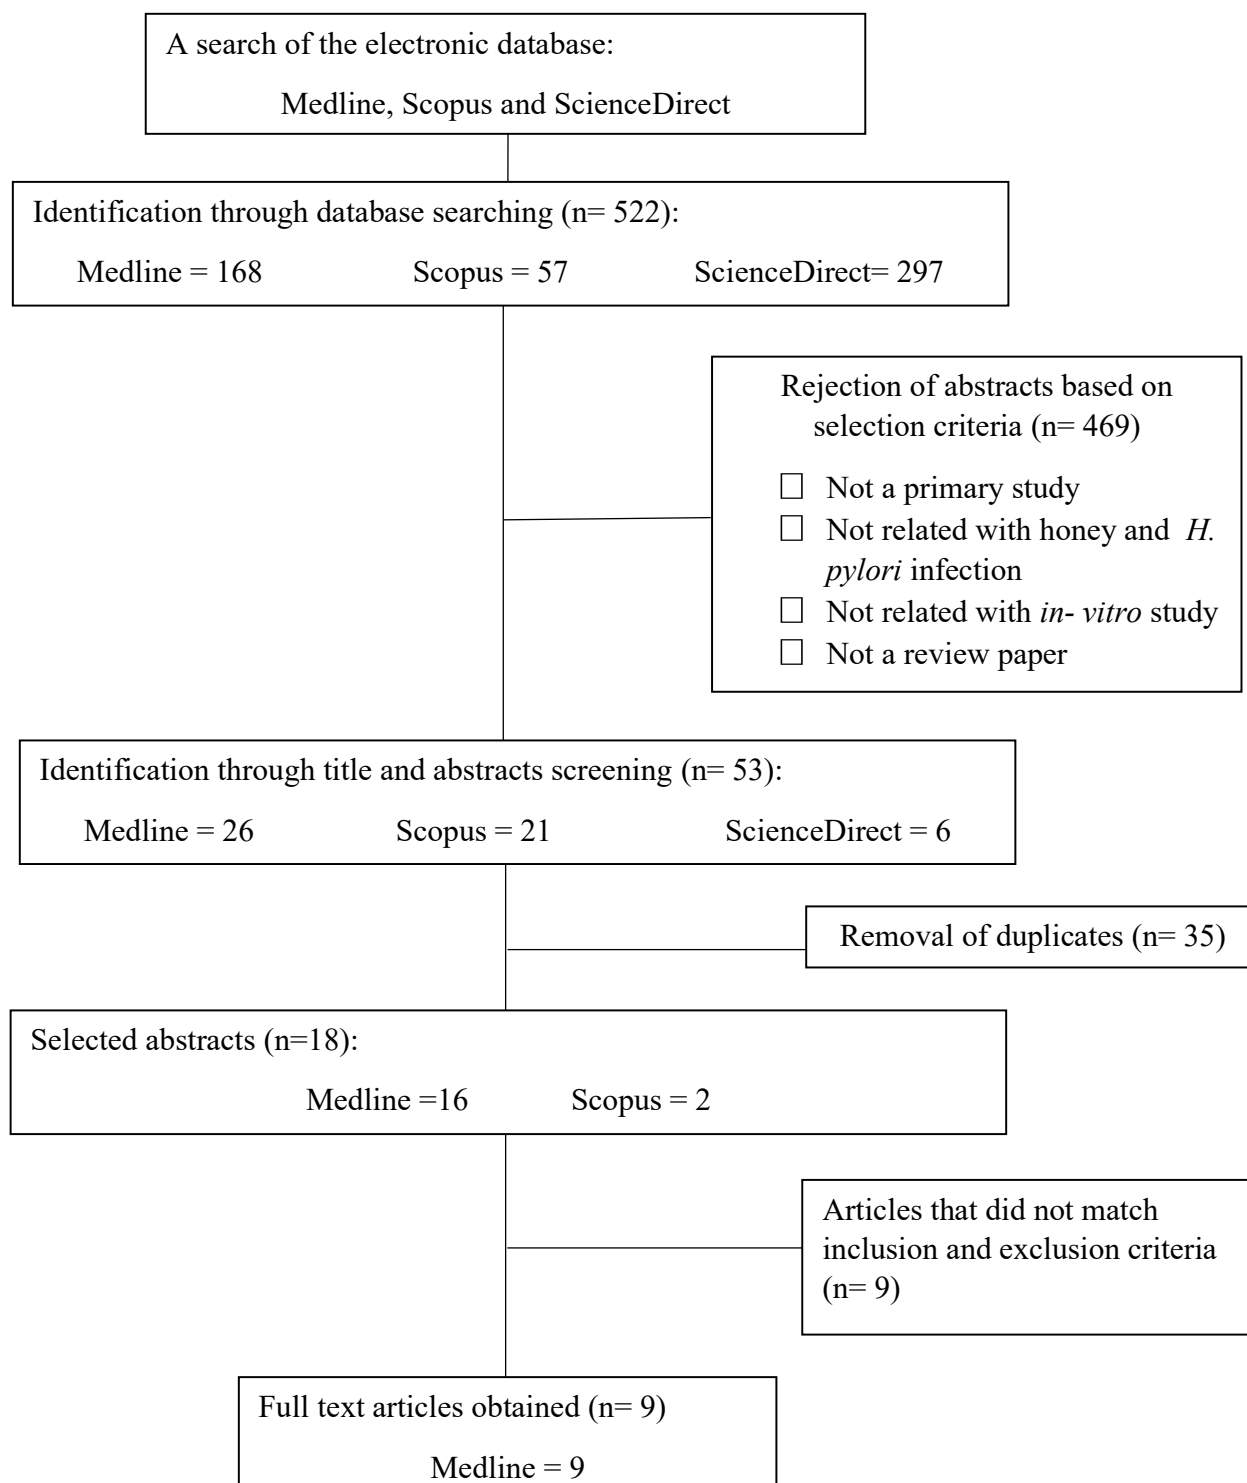 A search of the electronic database:
Medline, Scopus and ScienceDirect
Identification through database searching (n= 522):
Medline = 168 Scopus = 57 ScienceDirect= 297
Rejection of abstracts based on
selection criteria (n= 469)
☐ Not a primary study
☐ Not related with honey and H.
pylori infection
☐ Not related with in- vitro study
☐ Not a review paper
Identification through title and abstracts screening (n= 53):
Medline = 26 Scopus = 21 ScienceDirect = 6
Removal of duplicates (n= 35)
Selected abstracts (n=18):
Medline =16 Scopus = 2
Articles that did not match
inclusion and exclusion criteria
(n= 9)
Full text articles obtained (n= 9)
Medline = 9